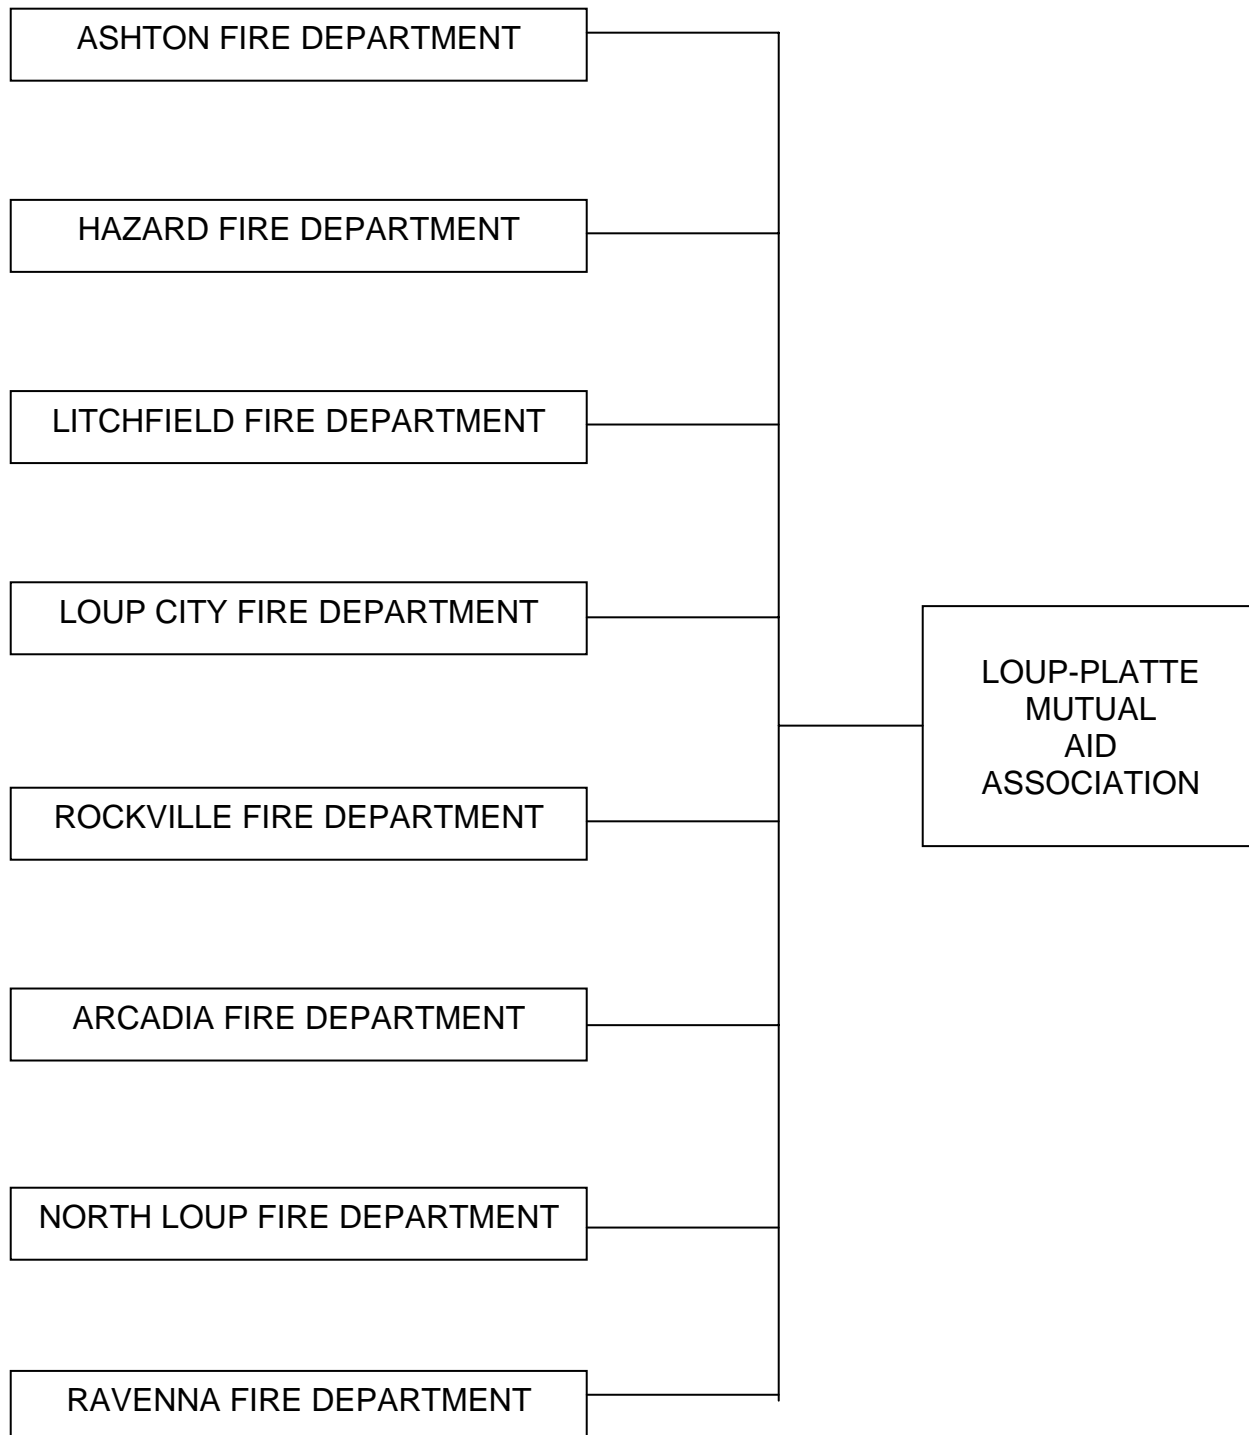 ASHTON FIRE DEPARTMENT
HAZARD FIRE DEPARTMENT
LITCHFIELD FIRE DEPARTMENT
LOUP CITY FIRE DEPARTMENT
LOUP-PLATTE
MUTUAL
AID
ASSOCIATION
ROCKVILLE FIRE DEPARTMENT
ARCADIA FIRE DEPARTMENT
NORTH LOUP FIRE DEPARTMENT
RAVENNA FIRE DEPARTMENT